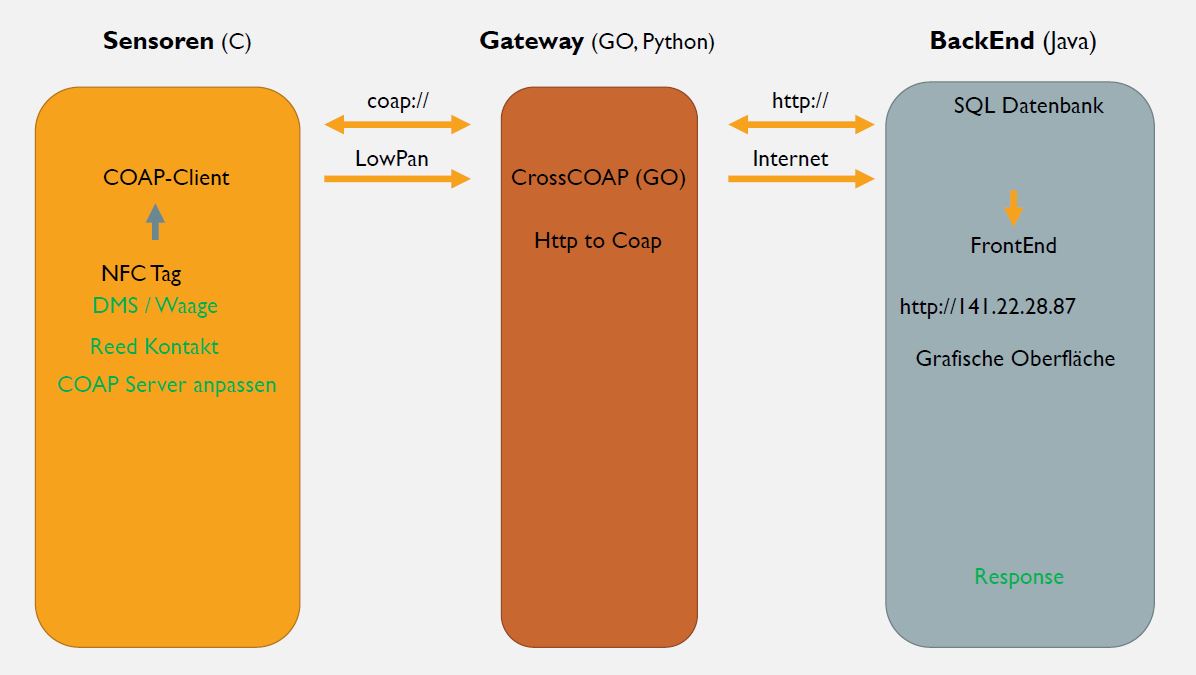 Sensoren (C)
Gateway (GO, Python)
BackEnd (Java)
COAP-Client
NFC Tag
DMS / Waage
Reed Kontakt
COAP Server anpassen
coap://
LowPan
CrossCOAP (GO)
Http to Coap
http://
Internet
SQL Datenbank
FrontEnd
http://141.22.28.87
Grafische Oberfläche
Response